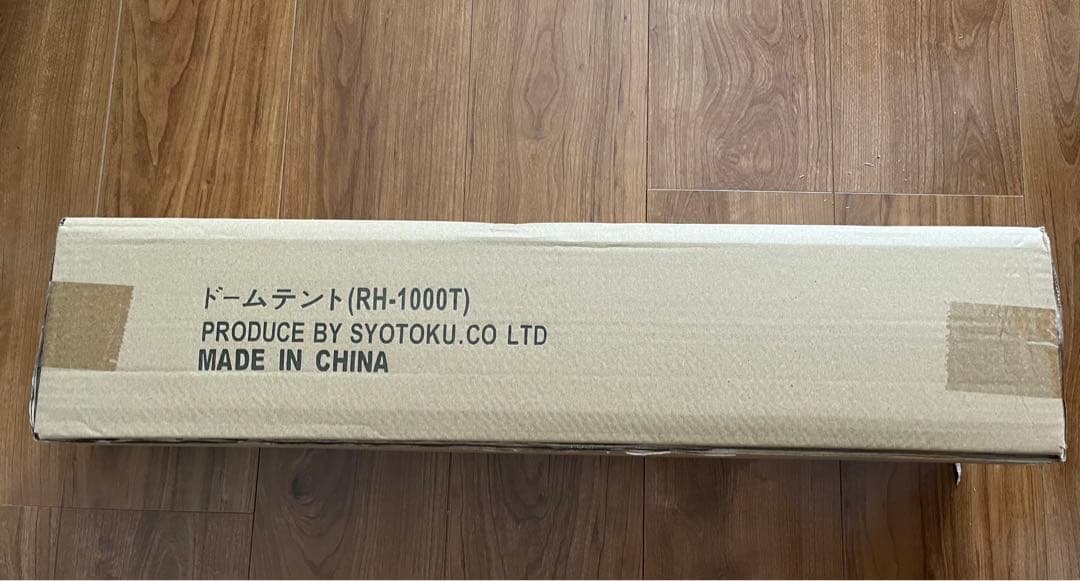 ドームテント(RH-1000T)
PRODUCE BY SYOTOKU.CO LTD
MADE IN CHINA